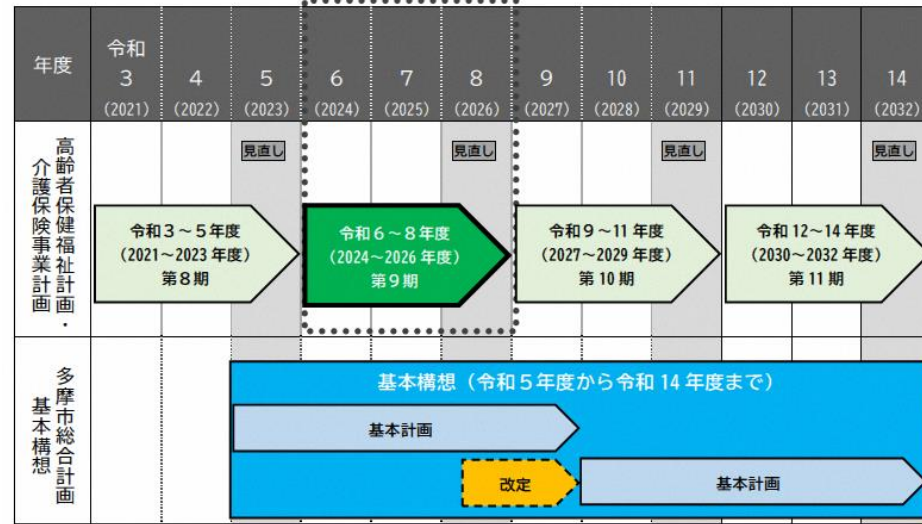 年度
令和
3 4 5 6 7 8 9 10 11 12 13 14
(2021) (2022) (2023) (2024) (2025) (2026) (2027) (2028) (2029) (2030) (2031) (2032)
高齢者保健福祉計画・
介護保険事業計画
見直し 見直し 見直し 見直し
令和3~5年度
(2021~2023年度)
第8期
令和6~8年度
(2024~2026年度)
第9期
令和9~11年度
(2027~2029年度)
第10期
令和12~14年度
(2030~2032年度)
第11期
多摩市総合計画
基本構想
基本構想(令和5年度から令和14年度まで)
基本計画
改定
基本計画